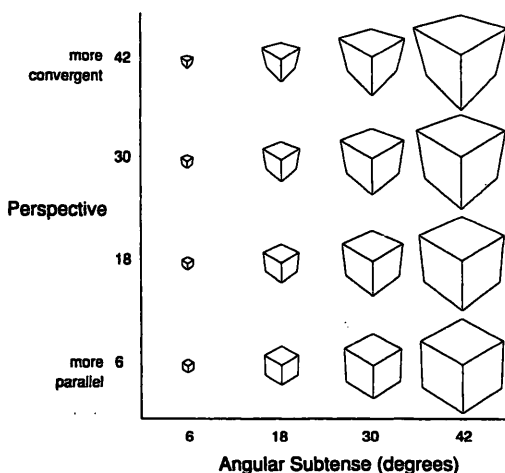 more
convergent
42
30
Perspective
18
more
parallel
6
6 18 30 42
Angular Subtense (degrees)